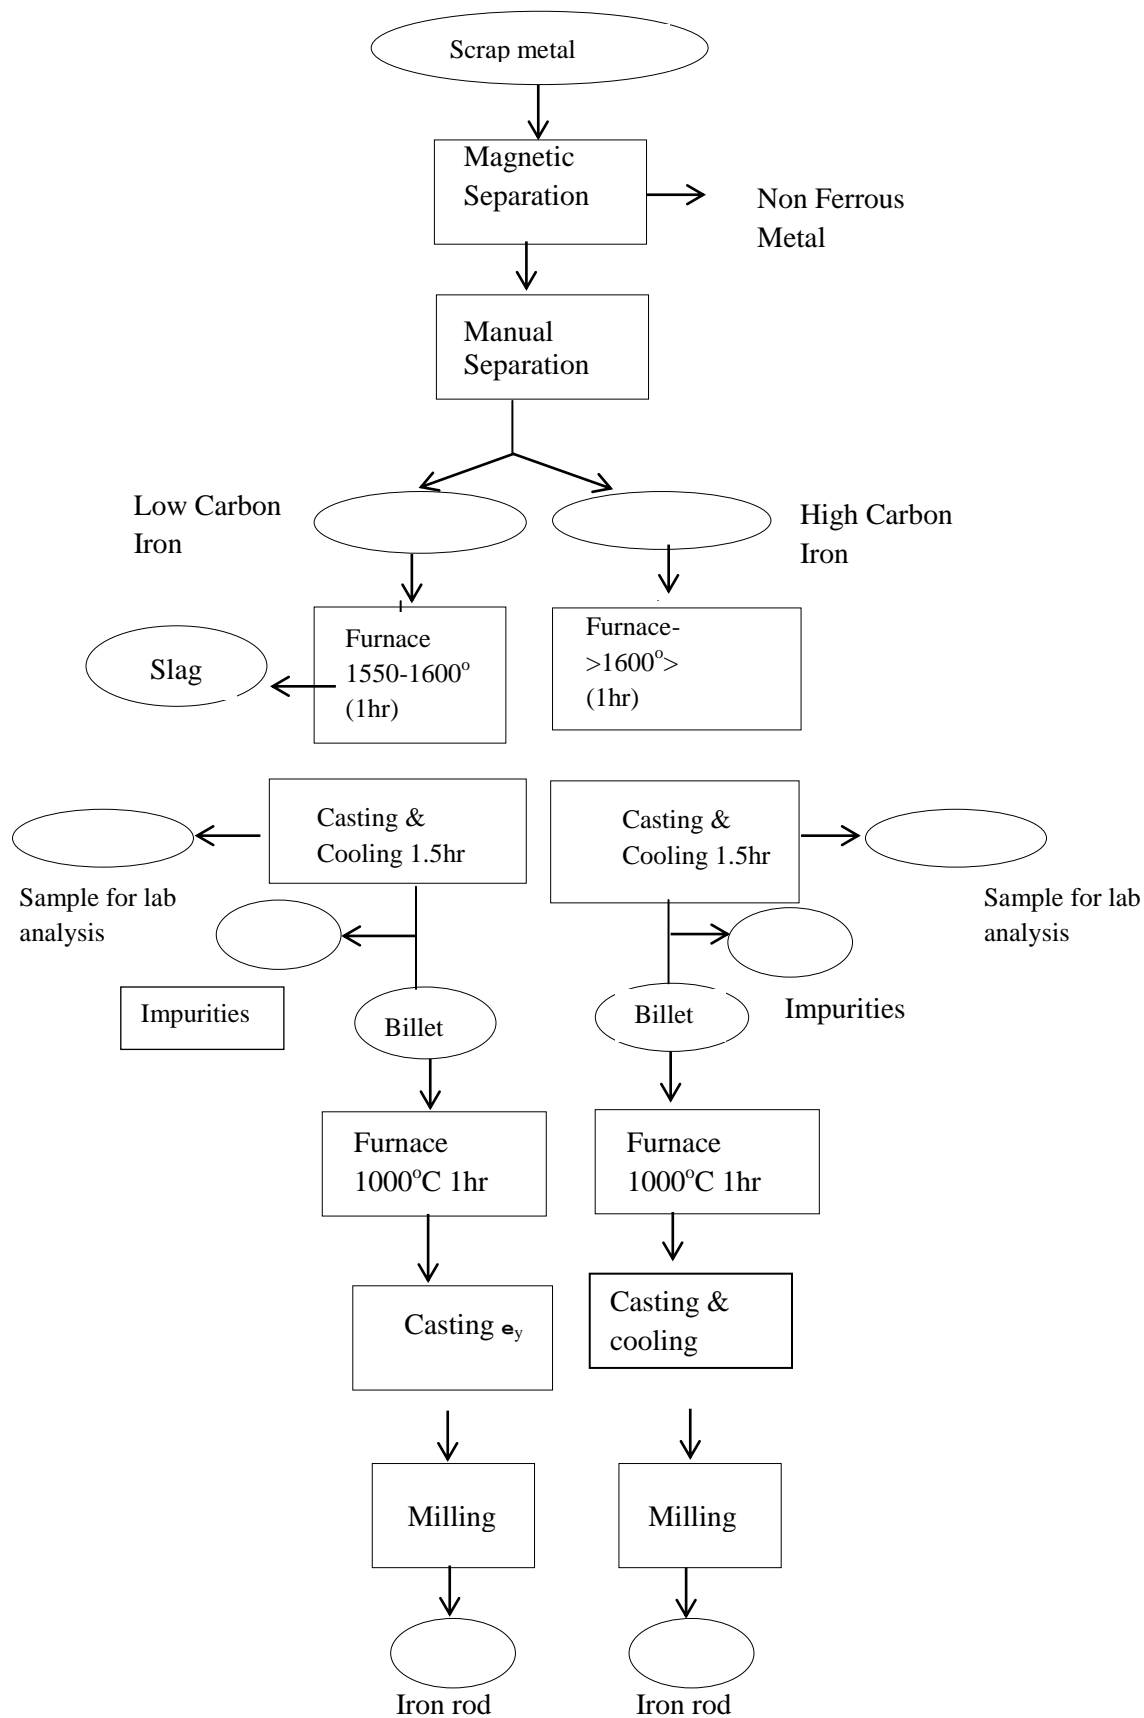 Scrap metal
Magnetic
Separation
Non Ferrous
Metal
Manual
Separation
Low Carbon
Iron
High Carbon
Iron
Slag
Furnace
1550-1600°
(1hr)
Furnace-
>1600°>
(1hr)
Casting &
Cooling 1.5hr
Casting &
Cooling 1.5hr
Sample for lab
analysis
Sample for lab
analysis
Impurities
Billet
Billet
Impurities
Furnace
1000°C 1hr
Furnace
1000°C 1hr
Casting ey
Casting &
cooling
Milling
Milling
Iron rod
Iron rod